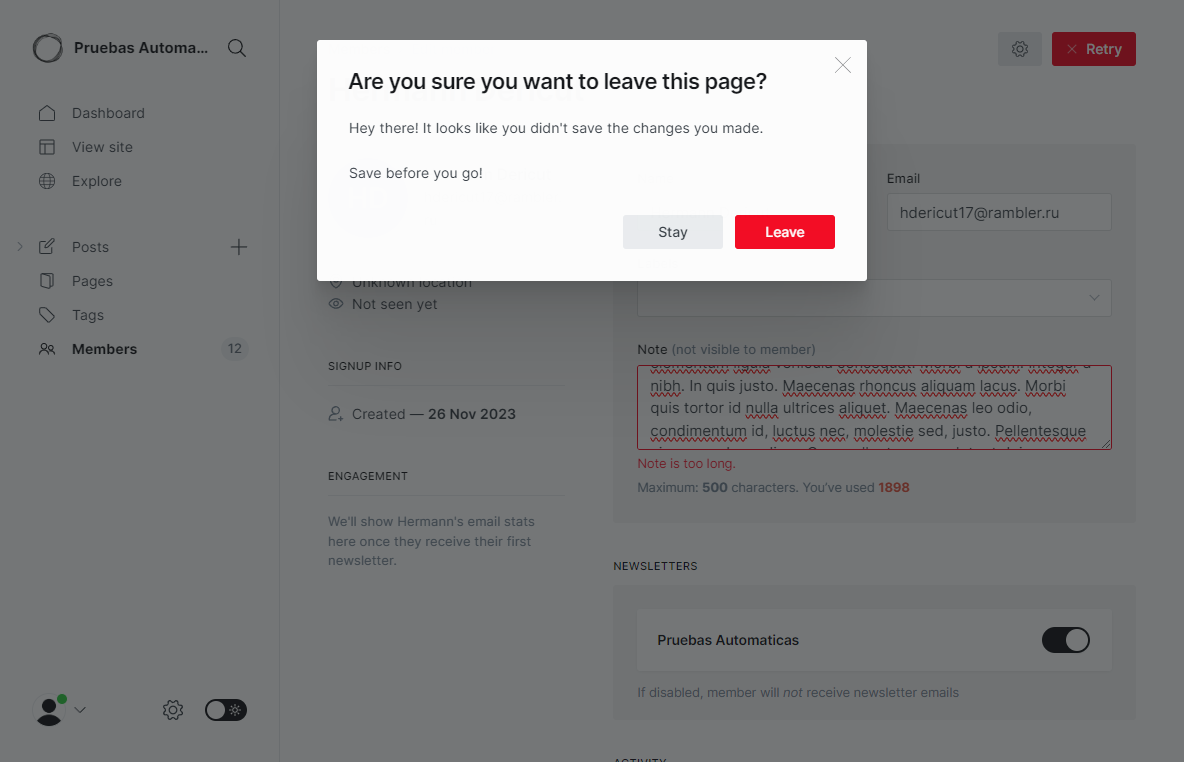 Pruebas Automa...
Dashboard
View site
Explore
Posts
Pages
Tags
Members
12
Retry
Are you sure you want to leave this page?
Hey there! It looks like you didn't save the changes you made.
Save before you go!
Stay
Leave
Unknown location
Not seen yet
SIGNUP INFO
Created — 26 Nov 2023
ENGAGEMENT
We'll show Hermann's email stats
here once they receive their first
newsletter.
Email
hdericut17@rambler.ru
Note (not visible to member)
nibh. In quis justo. Maecenas rhoncus aliquam lacus. Morbi
quis tortor id nulla ultrices aliquet. Maecenas leo odio,
condimentum id, luctus nec, molestie sed, justo. Pellentesque
Note is too long.
Maximum: 500 characters. You've used 1898
NEWSLETTERS
Pruebas Automaticas
If disabled, member will not receive newsletter emails
ACTIVITY